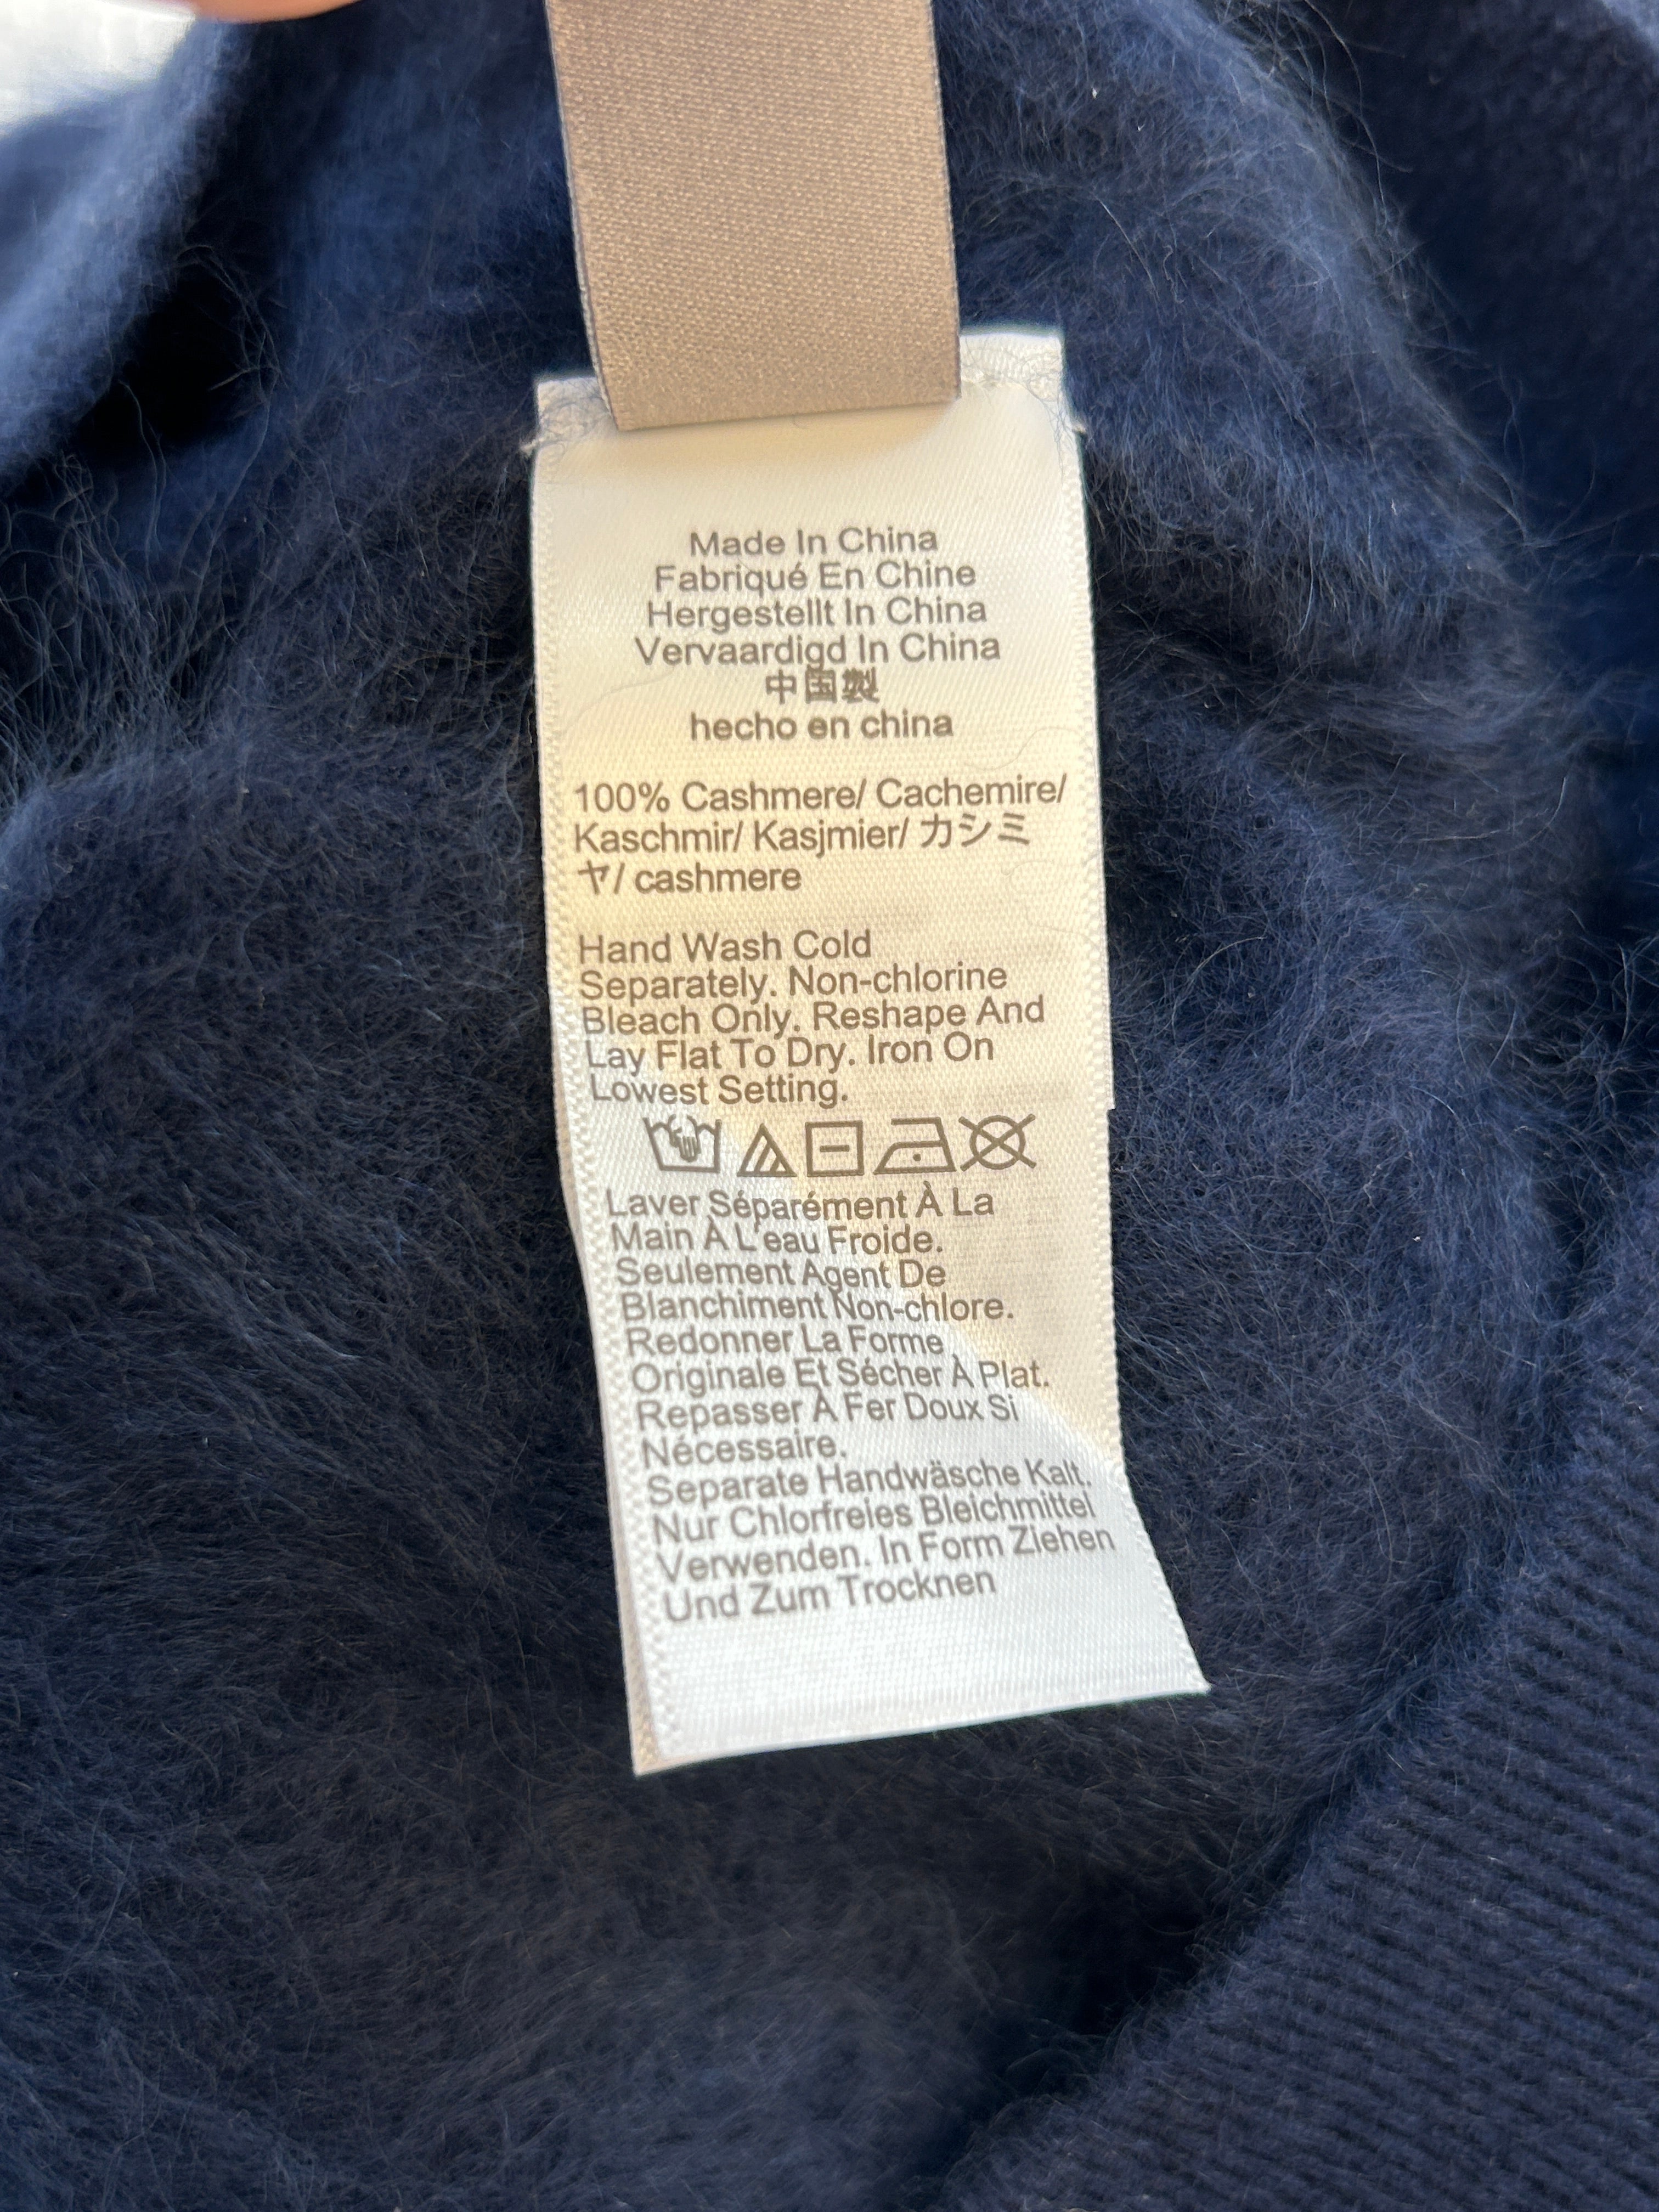 Made In China
Fabriqué En Chine
Hergestellt In China
Vervaardigd In China
中国製
hecho en china
100% Cashmere/ Cachemire/
Kaschmir/ Kasjmier/ カシミ
ヤ/ cashmere
Hand Wash Cold
Separately. Non-chlorine
Bleach Only. Reshape And
Lay Flat To Dry. Iron On
Lowest Setting.
Laver Séparément À La
Main À L'eau Froide.
Seulement Agent De
Blanchiment Non-chlore.
Redonner La Forme
Originale Et Sécher À Plat.
Repasser À Fer Doux Si
Nécessaire.
Separate Handwäsche Kalt.
Nur Chlorfreies Bleichmittel
Verwenden. In Form Ziehen
Und Zum Trocknen